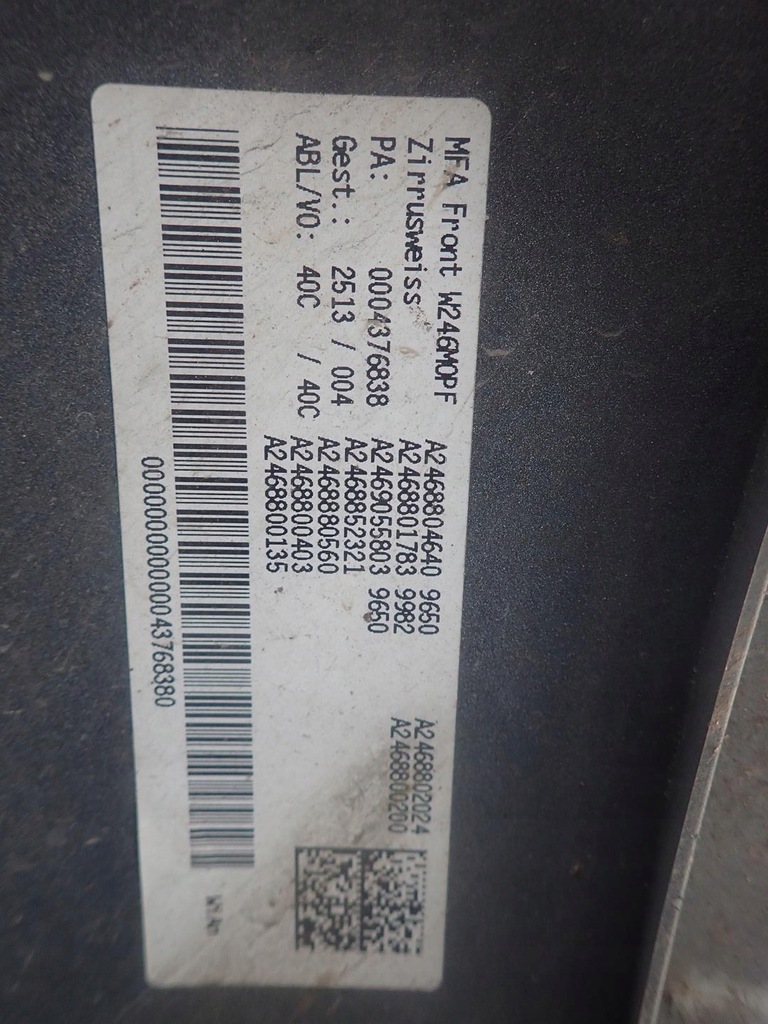 MFA Front W246MOPF
Zirrusweiss
PA: 0004376838
Gest.: 2513 / 004
ABL/VO: 40C / 40C
A2468804640 9650
A2468801783 9982
A2469055803 9650
A2468852321
A2468880560
A2468800403
A2468800135
A2468802024
A2468800200
000000000000043768380